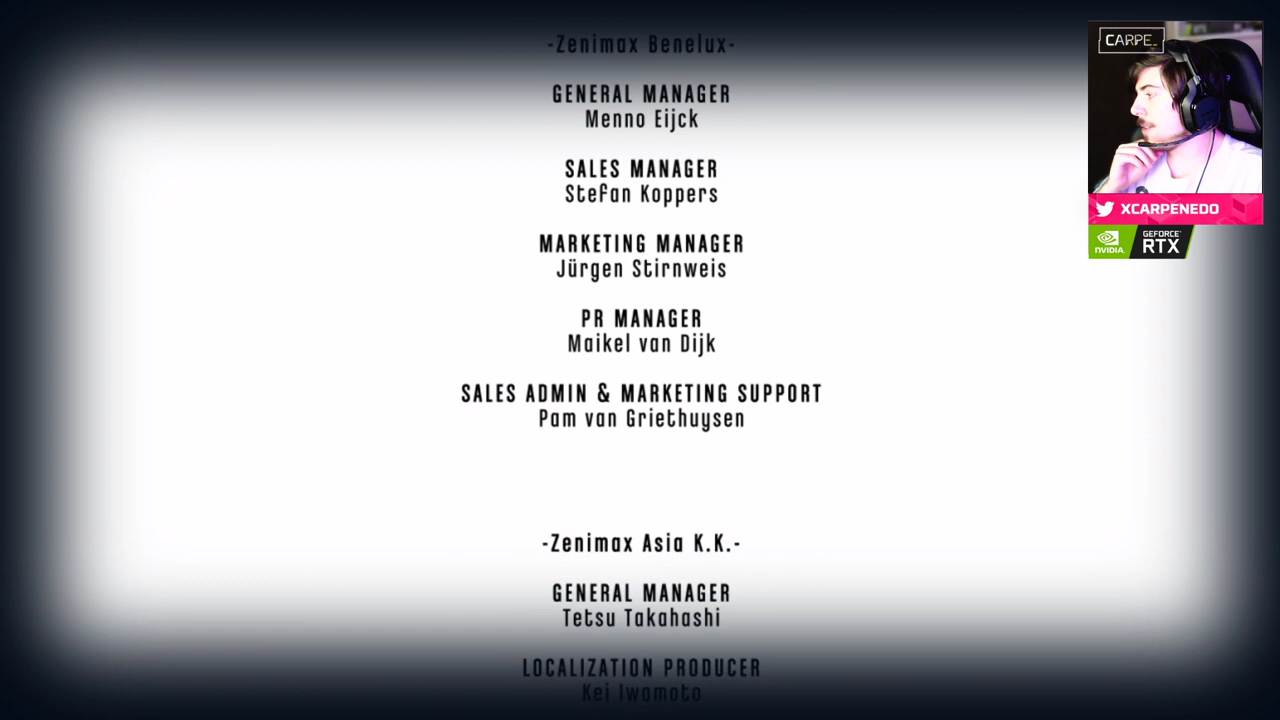 -Zenimax Benelux-
GENERAL MANAGER
Menno Eijck
SALES MANAGER
Stefan Koppers
MARKETING MANAGER
Jürgen Stirnweis
PR MANAGER
Maikel van Dijk
SALES ADMIN & MARKETING SUPPORT
Pam van Griethuysen
-Zenimax Asia K.K.-
GENERAL MANAGER
Tetsu Takahashi
LOCALIZATION PRODUCER
Kei Iwamoto
CARPE_
XCARPENEDO
NVIDIA.
GEFORCE
RTX